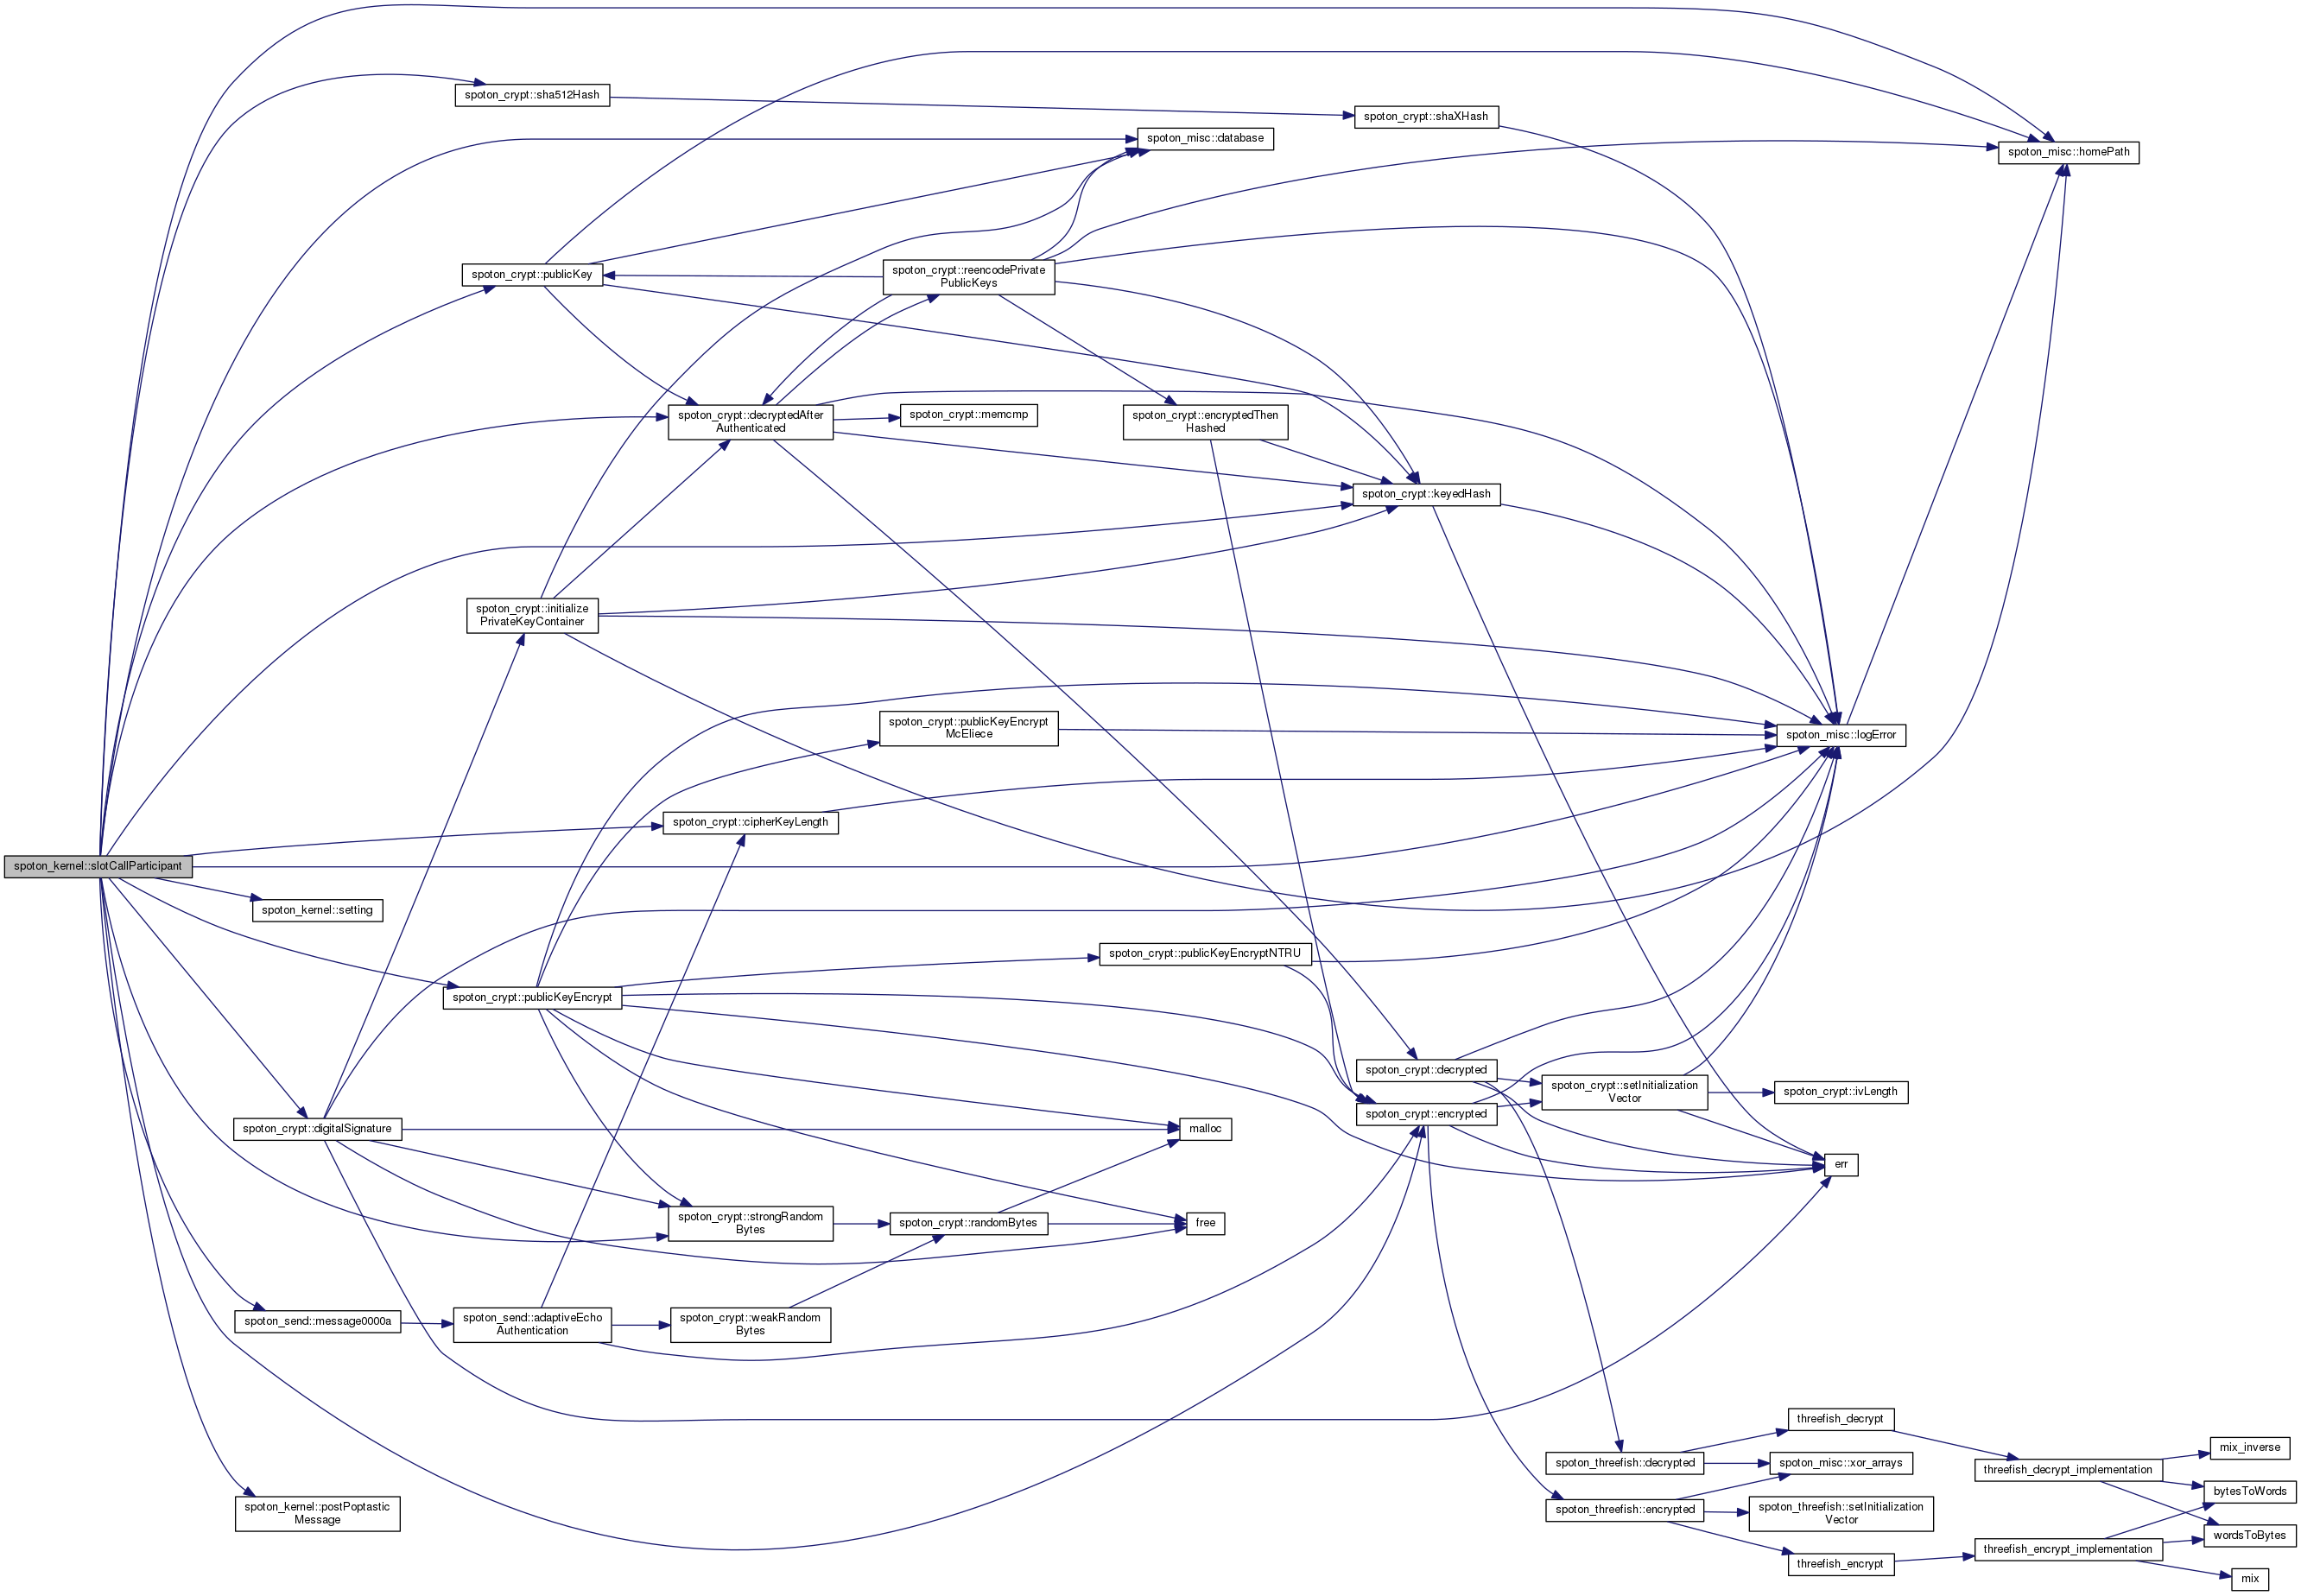 spoton_crypt::sha512Hash
spoton_crypt::shaXHash
spoton_misc::database
spoton_misc::homePath
spoton_crypt::publicKey
spoton_crypt::reencodePrivate
PublicKeys
spoton_crypt::decryptedAfter
Authenticated
spoton_crypt::memcmp
spoton_crypt::encryptedThen
Hashed
spoton_crypt::keyedHash
spoton_crypt::initialize
PrivateKeyContainer
spoton_crypt::publicKeyEncrypt
McEliece
spoton_misc::logError
spoton_crypt::cipherKeyLength
spoton_kernel::slotCallParticipant
spoton_kernel::setting
spoton_crypt::publicKeyEncryptNTRU
spoton_crypt::publicKeyEncrypt
spoton_crypt::decrypted
spoton_crypt::setInitialization
Vector
spoton_crypt::ivLength
spoton_crypt::encrypted
spoton_crypt::digitalSignature
malloc
err
spoton_crypt::strongRandom
Bytes
spoton_crypt::randomBytes
free
spoton_send::message0000a
spoton_send::adaptiveEcho
Authentication
spoton_crypt::weakRandom
Bytes
threefish_decrypt
mix_inverse
spoton_threefish::decrypted
spoton_misc::xor_arrays
threefish_decrypt_implementation
bytesToWords
spoton_kernel::postPoptastic
Message
spoton_threefish::encrypted
spoton_threefish::setInitialization
Vector
wordsToBytes
threefish_encrypt
threefish_encrypt_implementation
mix